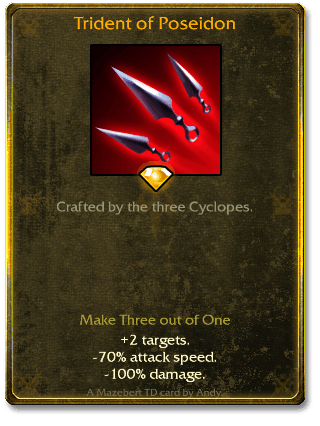 Trident of Poseidon
Crafted by the three Cyclopes.
Make Three out of One
+2 targets.
-70% attack speed.
-100% damage.
A Mazebert TD card by Andy.